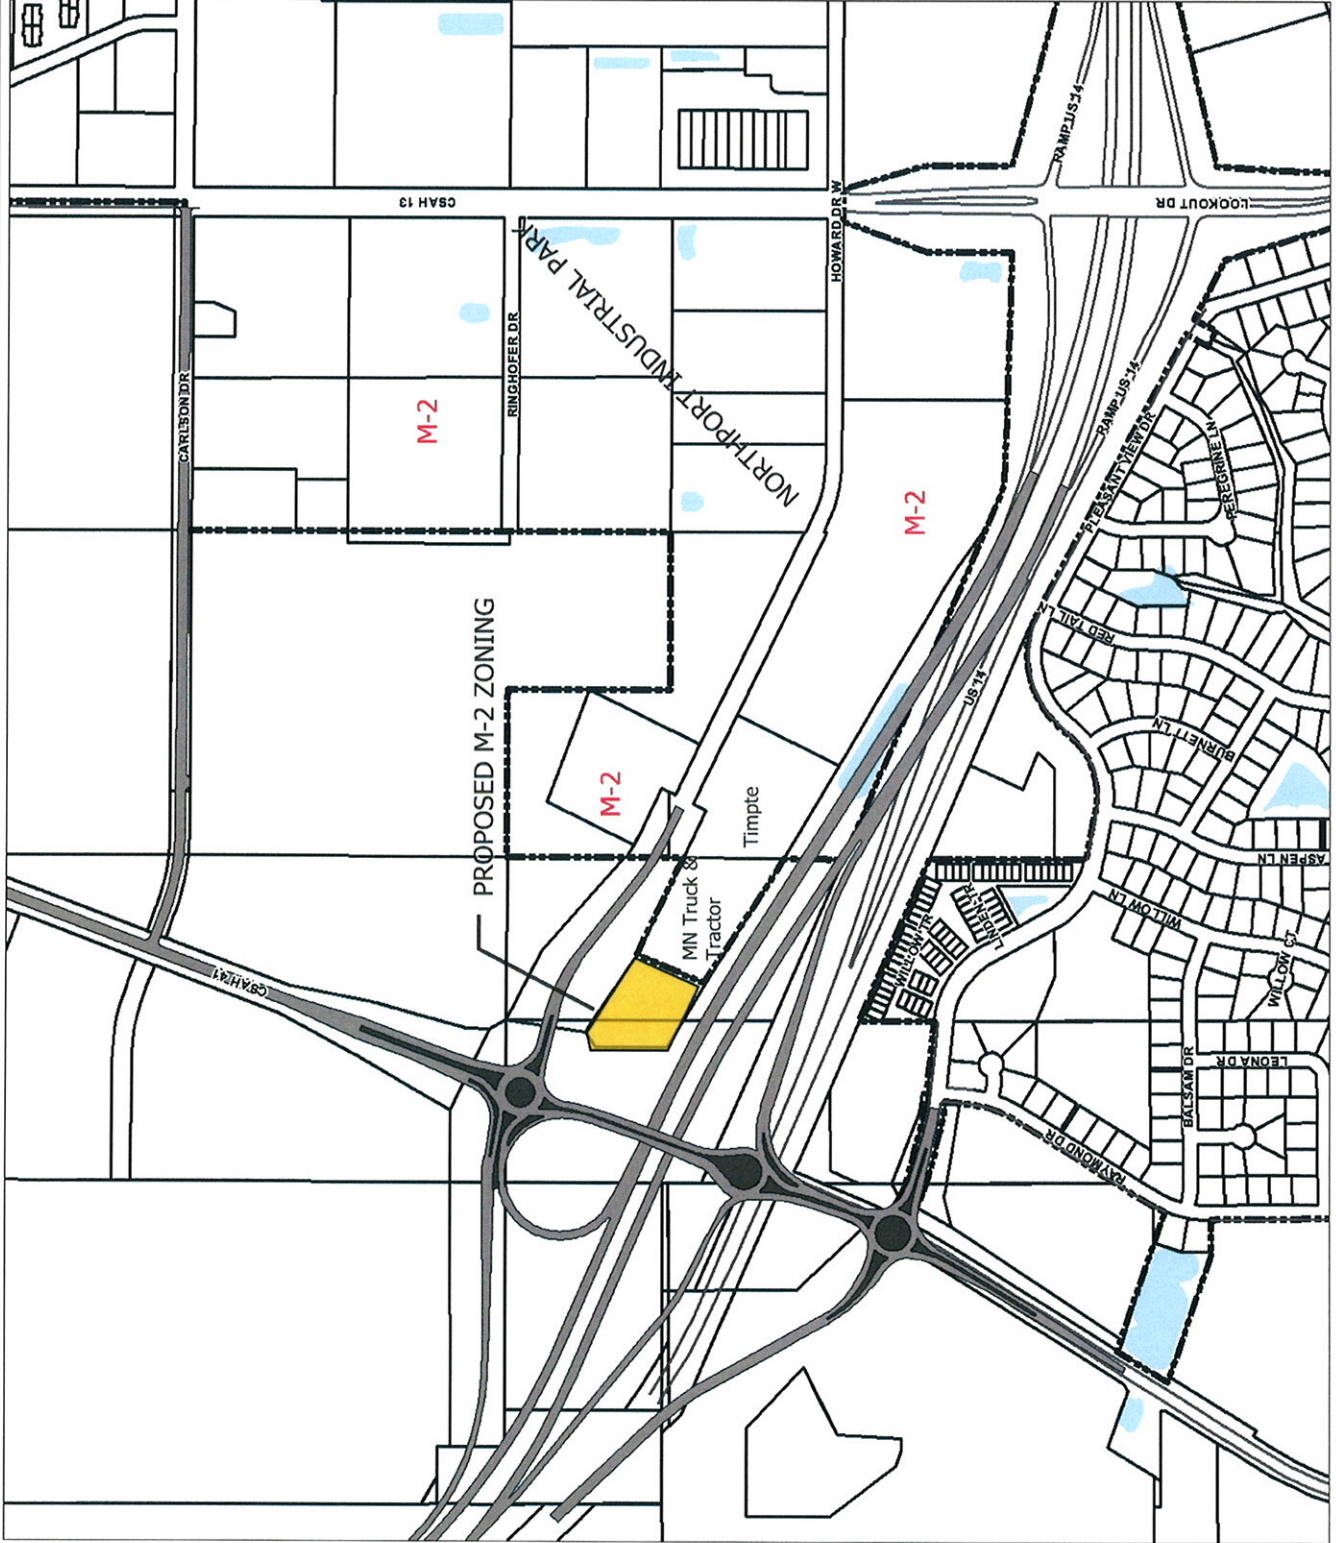 CARLSON DR
CSAH 13
RINGHOFER DR
NORTHPORT INDUSTRIAL PARK
HOWARD DR W
RAMP US 14
LOOKOUT DR
M-2
M-2
M-2
PROPOSED M-2 ZONING
Timpte
MN Truck &
Tractor
CSAH 41
US 14
RAMP US 14
PLEASANT VIEW DR
PEREGRINE LN
RED TAIL LN
BURNETT LN
ASPEN LN
WILLOW LN
WILLOW CT
LINDEN TR
WILLOW TR
BALSAM DR
LEONA DR
RAYMOND DR